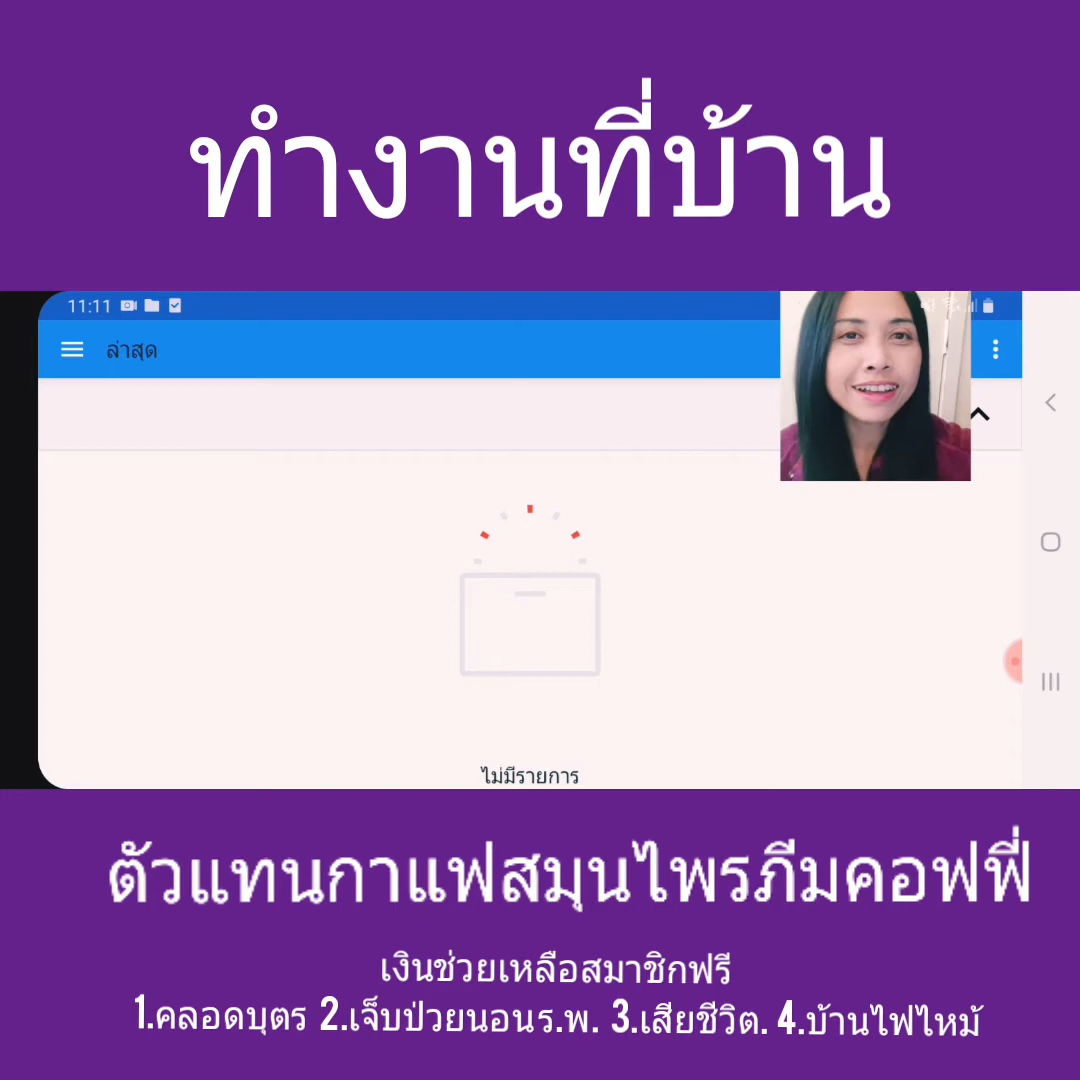 ทำงานที่บ้าน
11:11
ล่าสุด
ไม่มีรายการ
ตัวแทนกาแฟสมุนไพรภีมคอฟฟี่
เงินช่วยเหลือสมาชิกฟรี
1.คลอดบุตร 2.เจ็บป่วยนอนร.พ. 3.เสียชีวิต. 4.บ้านไฟไหม้